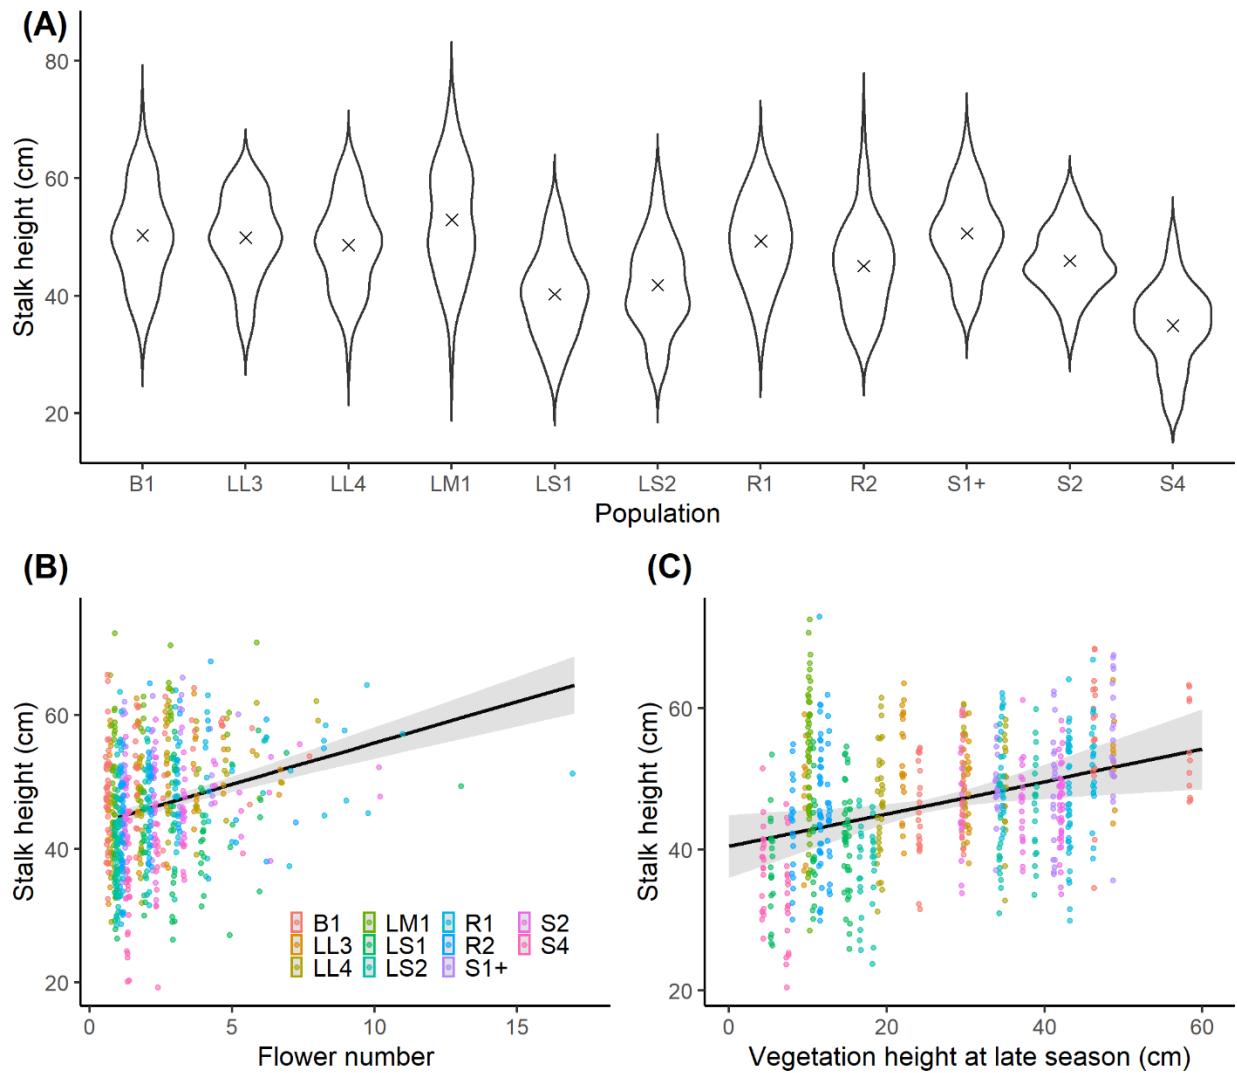 (A)
Stalk height (cm)
80
60
40
20
B1 LL3 LL4 LM1 LS1 LS2 R1 R2 S1+ S2 S4
Population
(B)
Stalk height (cm)
60
40
20
B1 LM1 R1 S2
LL3 LS1 R2 S4
LL4 LS2 S1+
0 5 10 15
Flower number
(C)
Stalk height (cm)
60
40
20
0 20 40 60
Vegetation height at late season (cm)